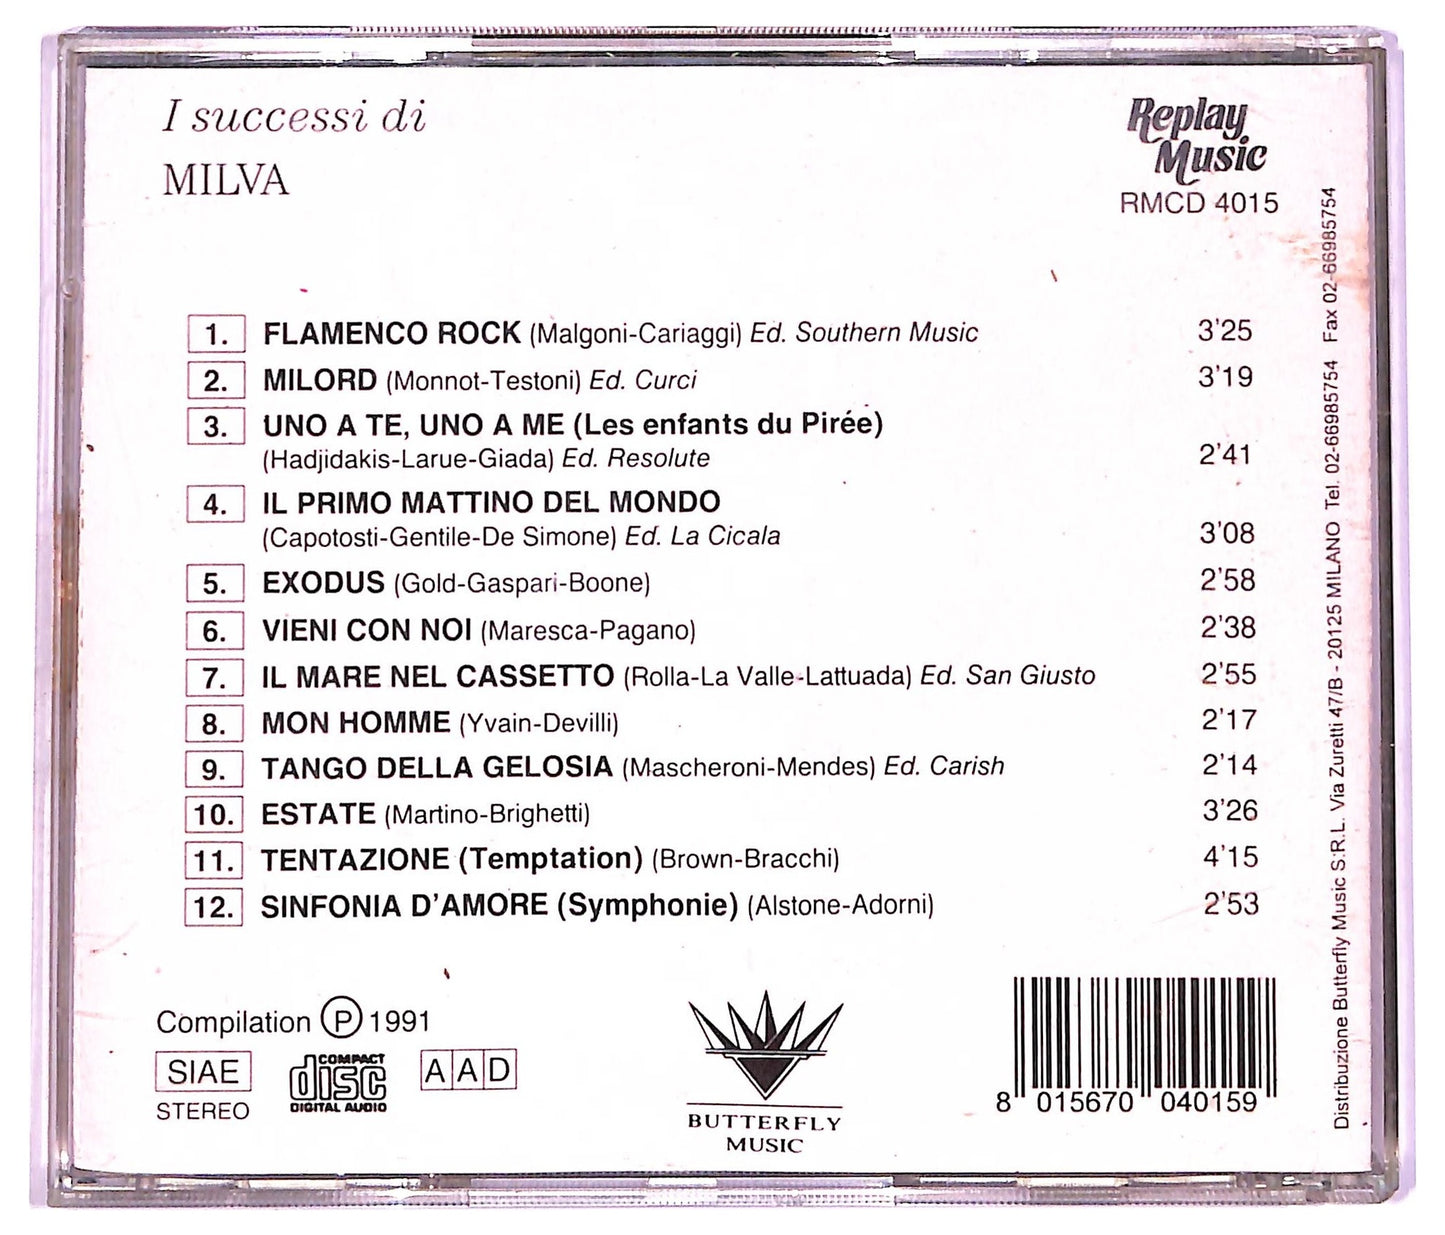 I successi di
MILVA
Replay
Music
RMCD 4015
1. FLAMENCO ROCK (Malgoni-Cariaggi) Ed. Southern Music 3'25
2. MILORD (Monnot-Testoni) Ed. Curci 3'19
3. UNO A TE, UNO A ME (Les enfants du Pirée)
(Hadjidakis-Larue-Giada) Ed. Resolute 2'41
4. IL PRIMO MATTINO DEL MONDO
(Capotosti-Gentile-De Simone) Ed. La Cicala 3'08
5. EXODUS (Gold-Gaspari-Boone) 2'58
6. VIENI CON NOI (Maresca-Pagano) 2'38
7. IL MARE NEL CASSETTO (Rolla-La Valle-Lattuada) Ed. San Giusto 2'55
8. MON HOMME (Yvain-Devilli) 2'17
9. TANGO DELLA GELOSIA (Mascheroni-Mendes) Ed. Carish 2'14
10. ESTATE (Martino-Brighetti) 3'26
11. TENTAZIONE (Temptation) (Brown-Bracchi) 4'15
12. SINFONIA D'AMORE (Symphonie) (Alstone-Adorni) 2'53
Compilation Ⓟ 1991
SIAE
STEREO
COMPACT
disc
DIGITAL AUDIO
AAD
BUTTERFLY
MUSIC
8 015670 040159
Distribuzione Butterfly Music S.R.L. Via Zuretti 47/B - 20125 MILANO Tel. 02-66985754 Fax 02-66985754